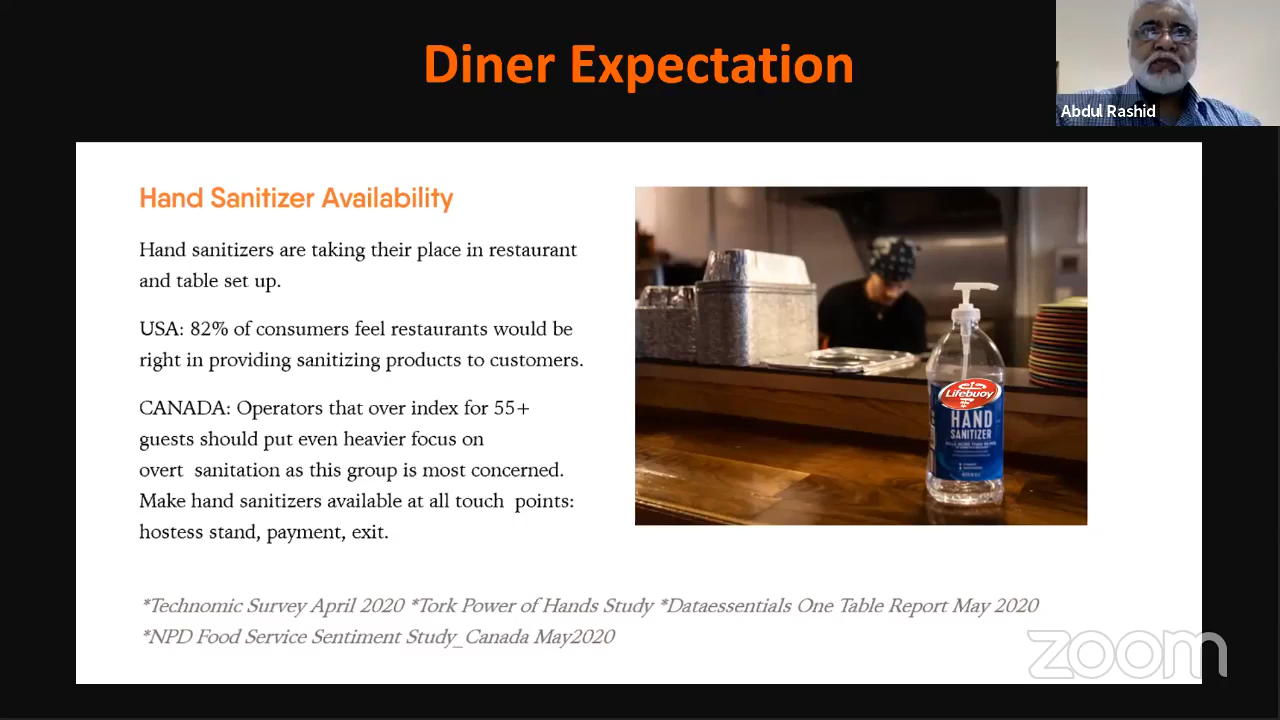 Diner Expectation
Abdul Rashid
Hand Sanitizer Availability
Hand sanitizers are taking their place in restaurant
and table set up.
USA: 82% of consumers feel restaurants would be
right in providing sanitizing products to customers.
CANADA: Operators that over index for 55+
guests should put even heavier focus on
overt sanitation as this group is most concerned.
Make hand sanitizers available at all touch points:
hostess stand, payment, exit.
Lifebuoy
HAND
SANITIZER
*Technomic Survey April 2020 *Tork Power of Hands Study *Dataessentials One Table Report May 2020
*NPD Food Service Sentiment Study_Canada May2020
zoom